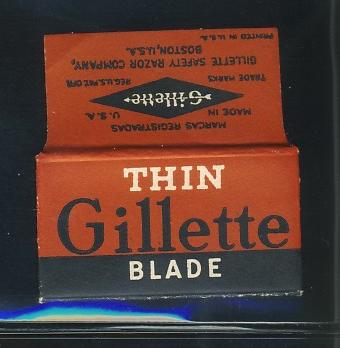 THIN
Gillette
BLADE
MARCAS REGISTRADAS
MADE IN U. S. A.
Gillette
TRADE MARKS REG. U.S. PAT. OFF.
GILLETTE SAFETY RAZOR COMPANY,
BOSTON, U.S.A.
PRINTED IN U.S.A.